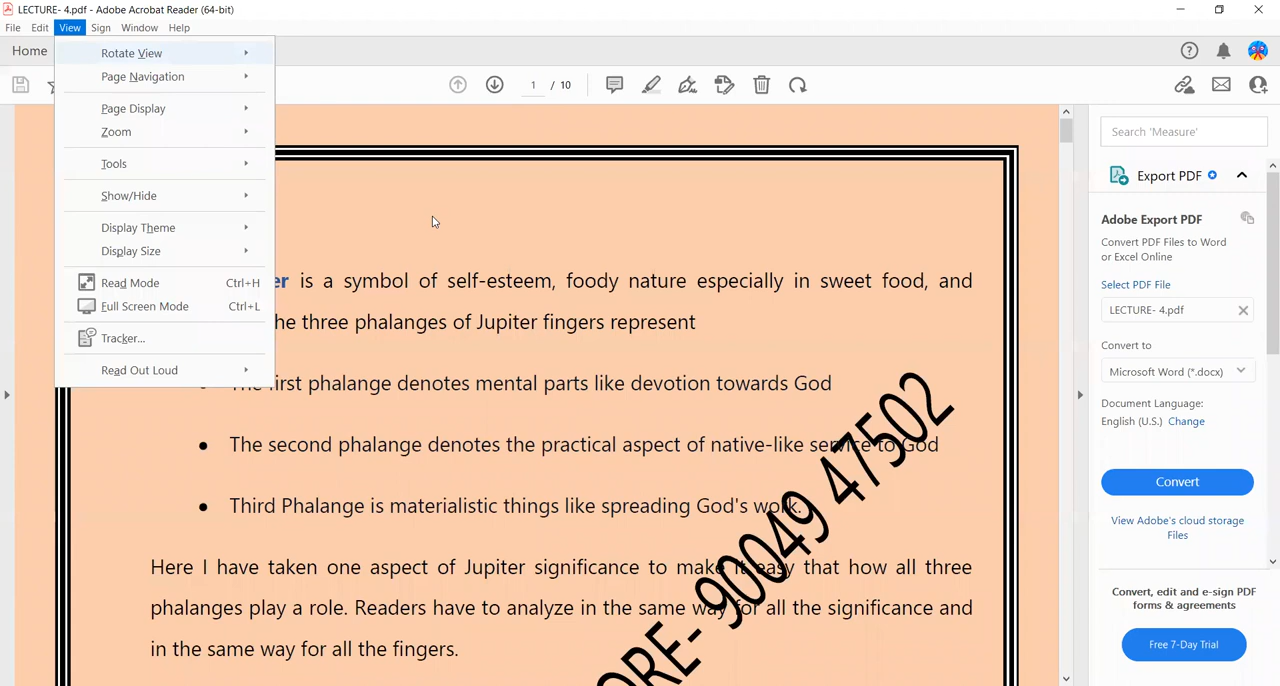 LECTURE- 4.pdf - Adobe Acrobat Reader (64-bit)
File Edit View Sign Window Help
Home
Rotate View
Page Navigation
Page Display
Zoom
Tools
Show/Hide
Display Theme
Display Size
Read Mode Ctrl+H
Full Screen Mode Ctrl+L
Tracker...
Read Out Loud
1 / 10
er is a symbol of self-esteem, foody nature especially in sweet food, and
he three phalanges of Jupiter fingers represent
The first phalange denotes mental parts like devotion towards God
• The second phalange denotes the practical aspect of native-like service to God
• Third Phalange is materialistic things like spreading God's work.
Here I have taken one aspect of Jupiter significance to make it easy that how all three
phalanges play a role. Readers have to analyze in the same way for all the significance and
in the same way for all the fingers.
ORE- 90049 47502
Search 'Measure'
Export PDF
Adobe Export PDF
Convert PDF Files to Word
or Excel Online
Select PDF File
LECTURE- 4.pdf
Convert to
Microsoft Word (*.docx)
Document Language:
English (U.S.) Change
Convert
View Adobe's cloud storage
Files
Convert, edit and e-sign PDF
forms & agreements
Free 7-Day Trial